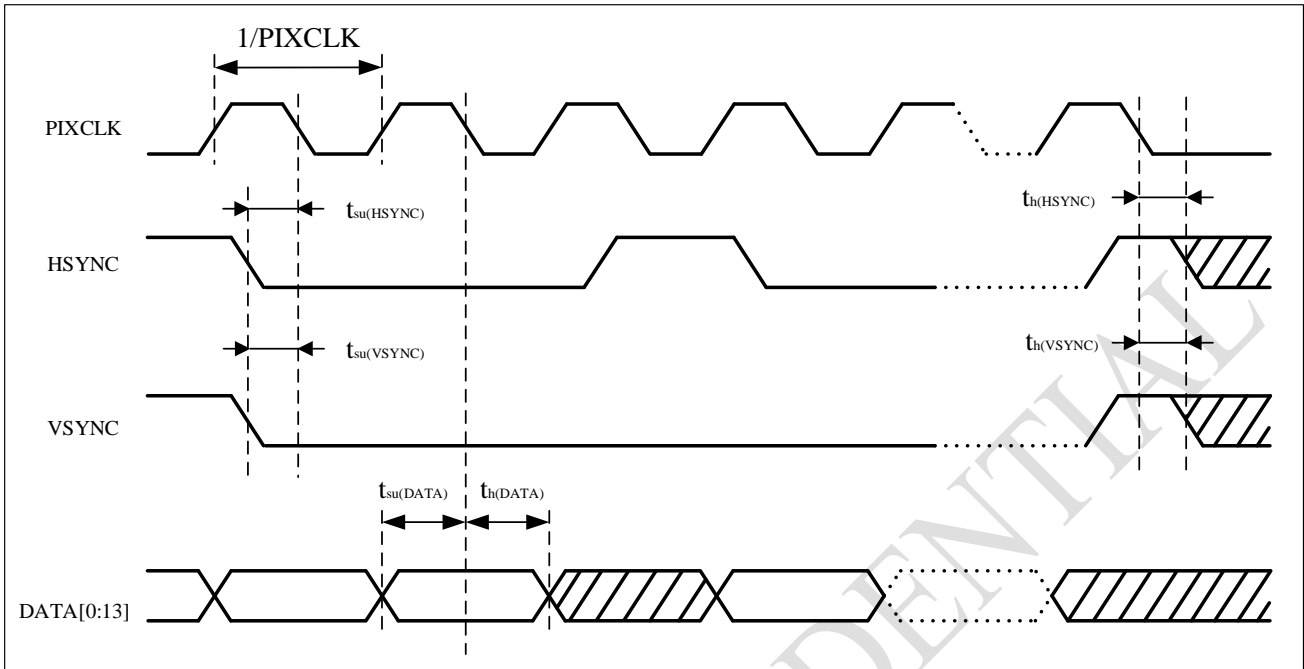 1/PIXCLK
PIXCLK
tsu(HSYNC)
th(HSYNC)
HSYNC
tsu(VSYNC)
th(VSYNC)
VSYNC
tsu(DATA)
th(DATA)
DATA[0:13]
DENTIAL